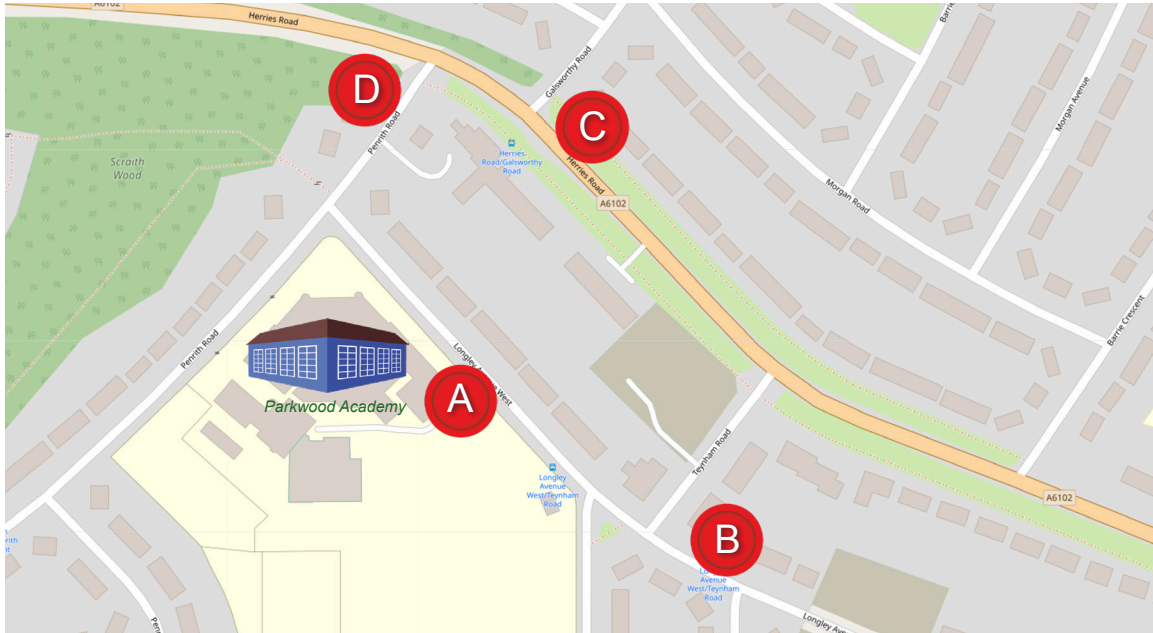 A6102
Herries Road
Barrie
D
Galsworthy Road
C
Morgan Avenue
Penrith Road
Herries
Road/Galsworthy
Road
Herries Road
Scraith
Wood
Morgan Road
A6102
Barrie Crescent
Penrith Road
Longley Avenue West
Parkwood Academy
A
Teynham Road
Longley
Avenue
West/Teynham
Road
A6102
B
Avenue
West/Teynham
Road
Longley Ave